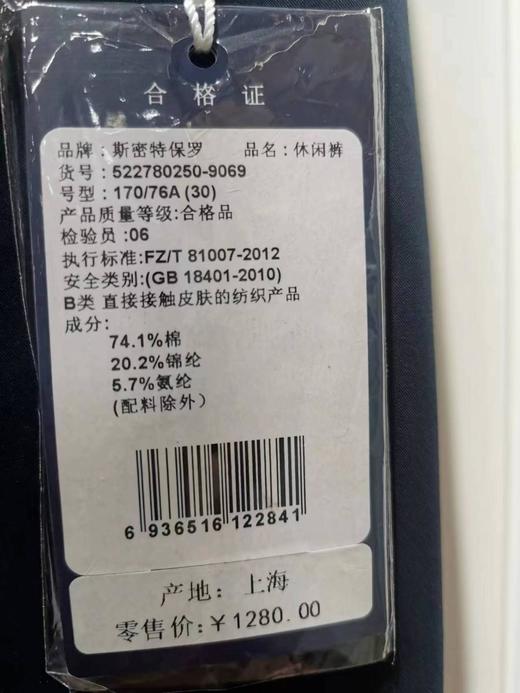 合格证
品牌：斯密特保罗 品名：休闲裤
货号：522780250-9069
号型：170/76A (30)
产品质量等级:合格品
检验员:06
执行标准:FZ/T 81007-2012
安全类别:(GB 18401-2010)
B类 直接接触皮肤的纺织产品
成分：
74.1%棉
20.2%锦纶
5.7%氨纶
(配料除外）
6 936516 122841
产地：上海
零售价:￥1280.00